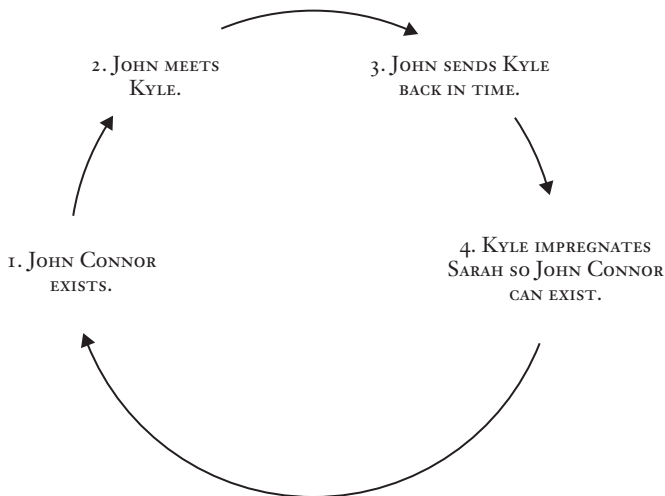 1. John Connor
exists.
2. John meets
Kyle.
3. John sends Kyle
back in time.
4. Kyle impregnates
Sarah so John Connor
can exist.